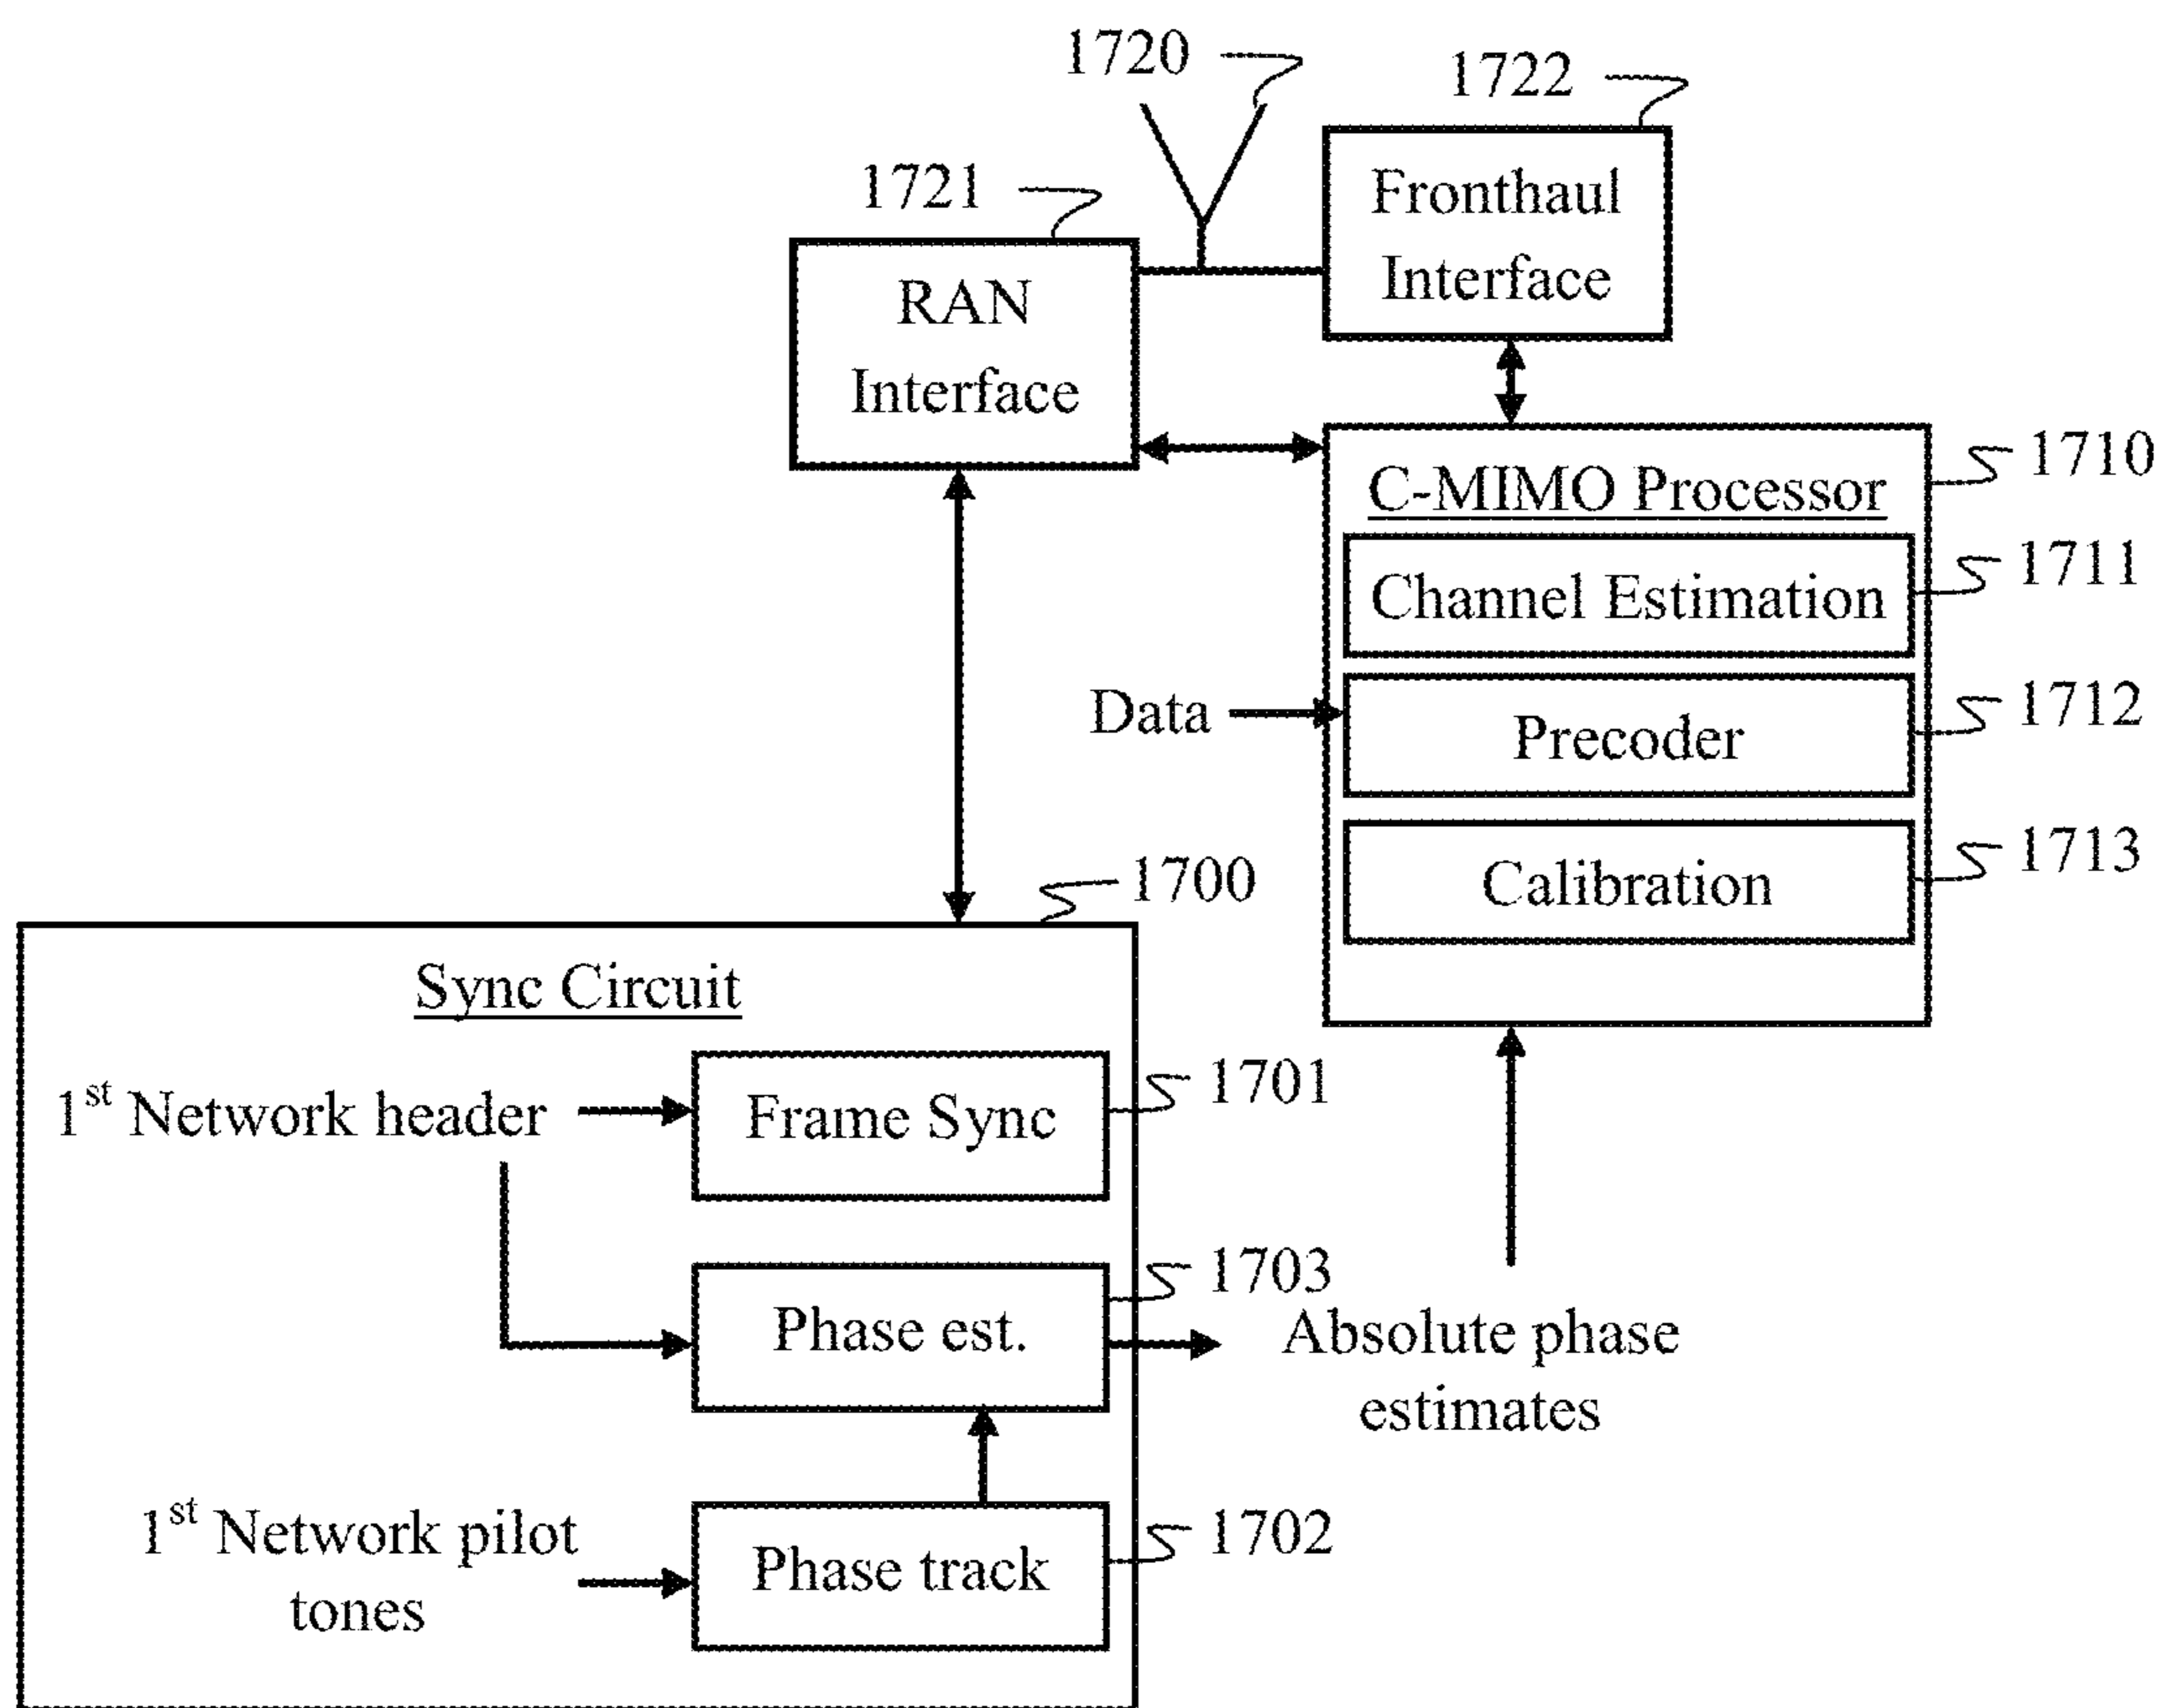 1720
1722
1721
Fronthaul
Interface
RAN
Interface
1710
C-MIMO Processor
Channel Estimation
1711
Data
Precoder
1712
Calibration
1713
1700
Sync Circuit
1st Network header
Frame Sync
1701
Phase est.
1703
Absolute phase
estimates
1st Network pilot
tones
Phase track
1702